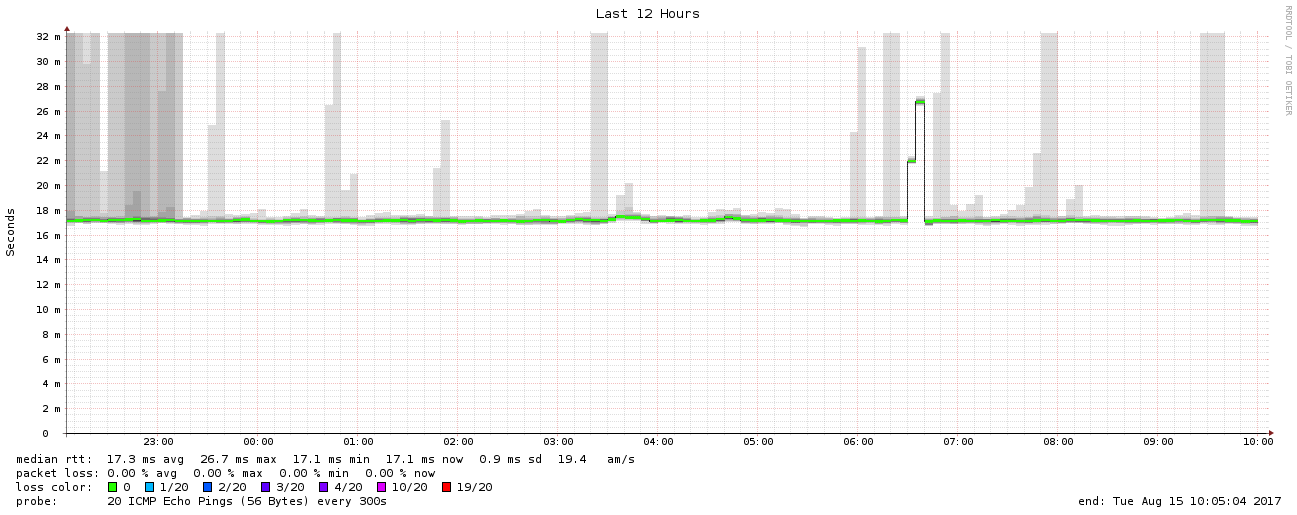 Last 12 Hours
RRDTOOL / TOBI OETIKER
Seconds
32 m
30 m
28 m
26 m
24 m
22 m
20 m
18 m
16 m
14 m
12 m
10 m
8 m
6 m
4 m
2 m
0
23:00 00:00 01:00 02:00 03:00 04:00 05:00 06:00 07:00 08:00 09:00 10:00
median rtt: 17.3 ms avg 26.7 ms max 17.1 ms min 17.1 ms now 0.9 ms sd 19.4 am/s
packet loss: 0.00 % avg 0.00 % max 0.00 % min 0.00 % now
loss color: 0 1/20 2/20 3/20 4/20 10/20 19/20
probe: 20 ICMP Echo Pings (56 Bytes) every 300s end: Tue Aug 15 10:05:04 2017